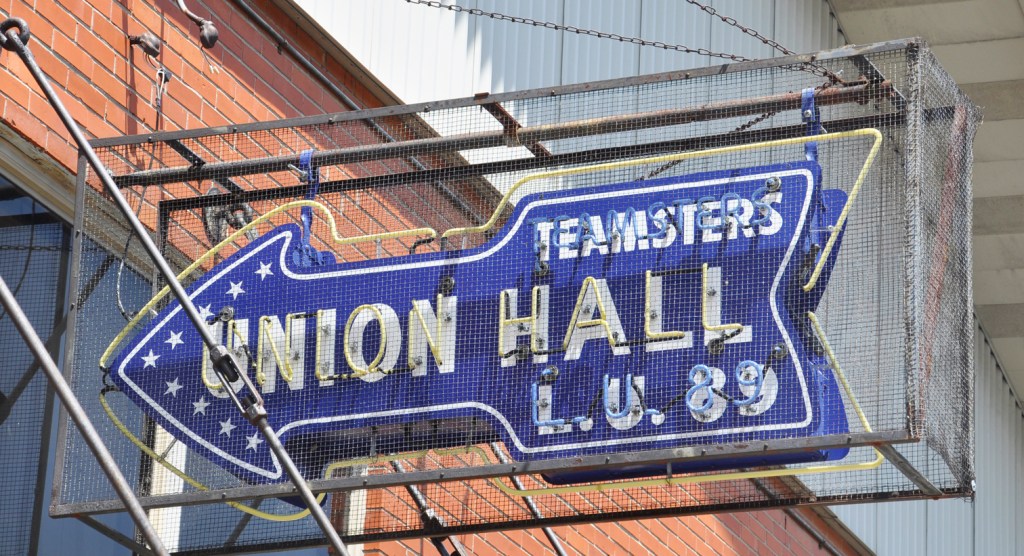 TEAMSTERS
UNION HALL
L.U. 89